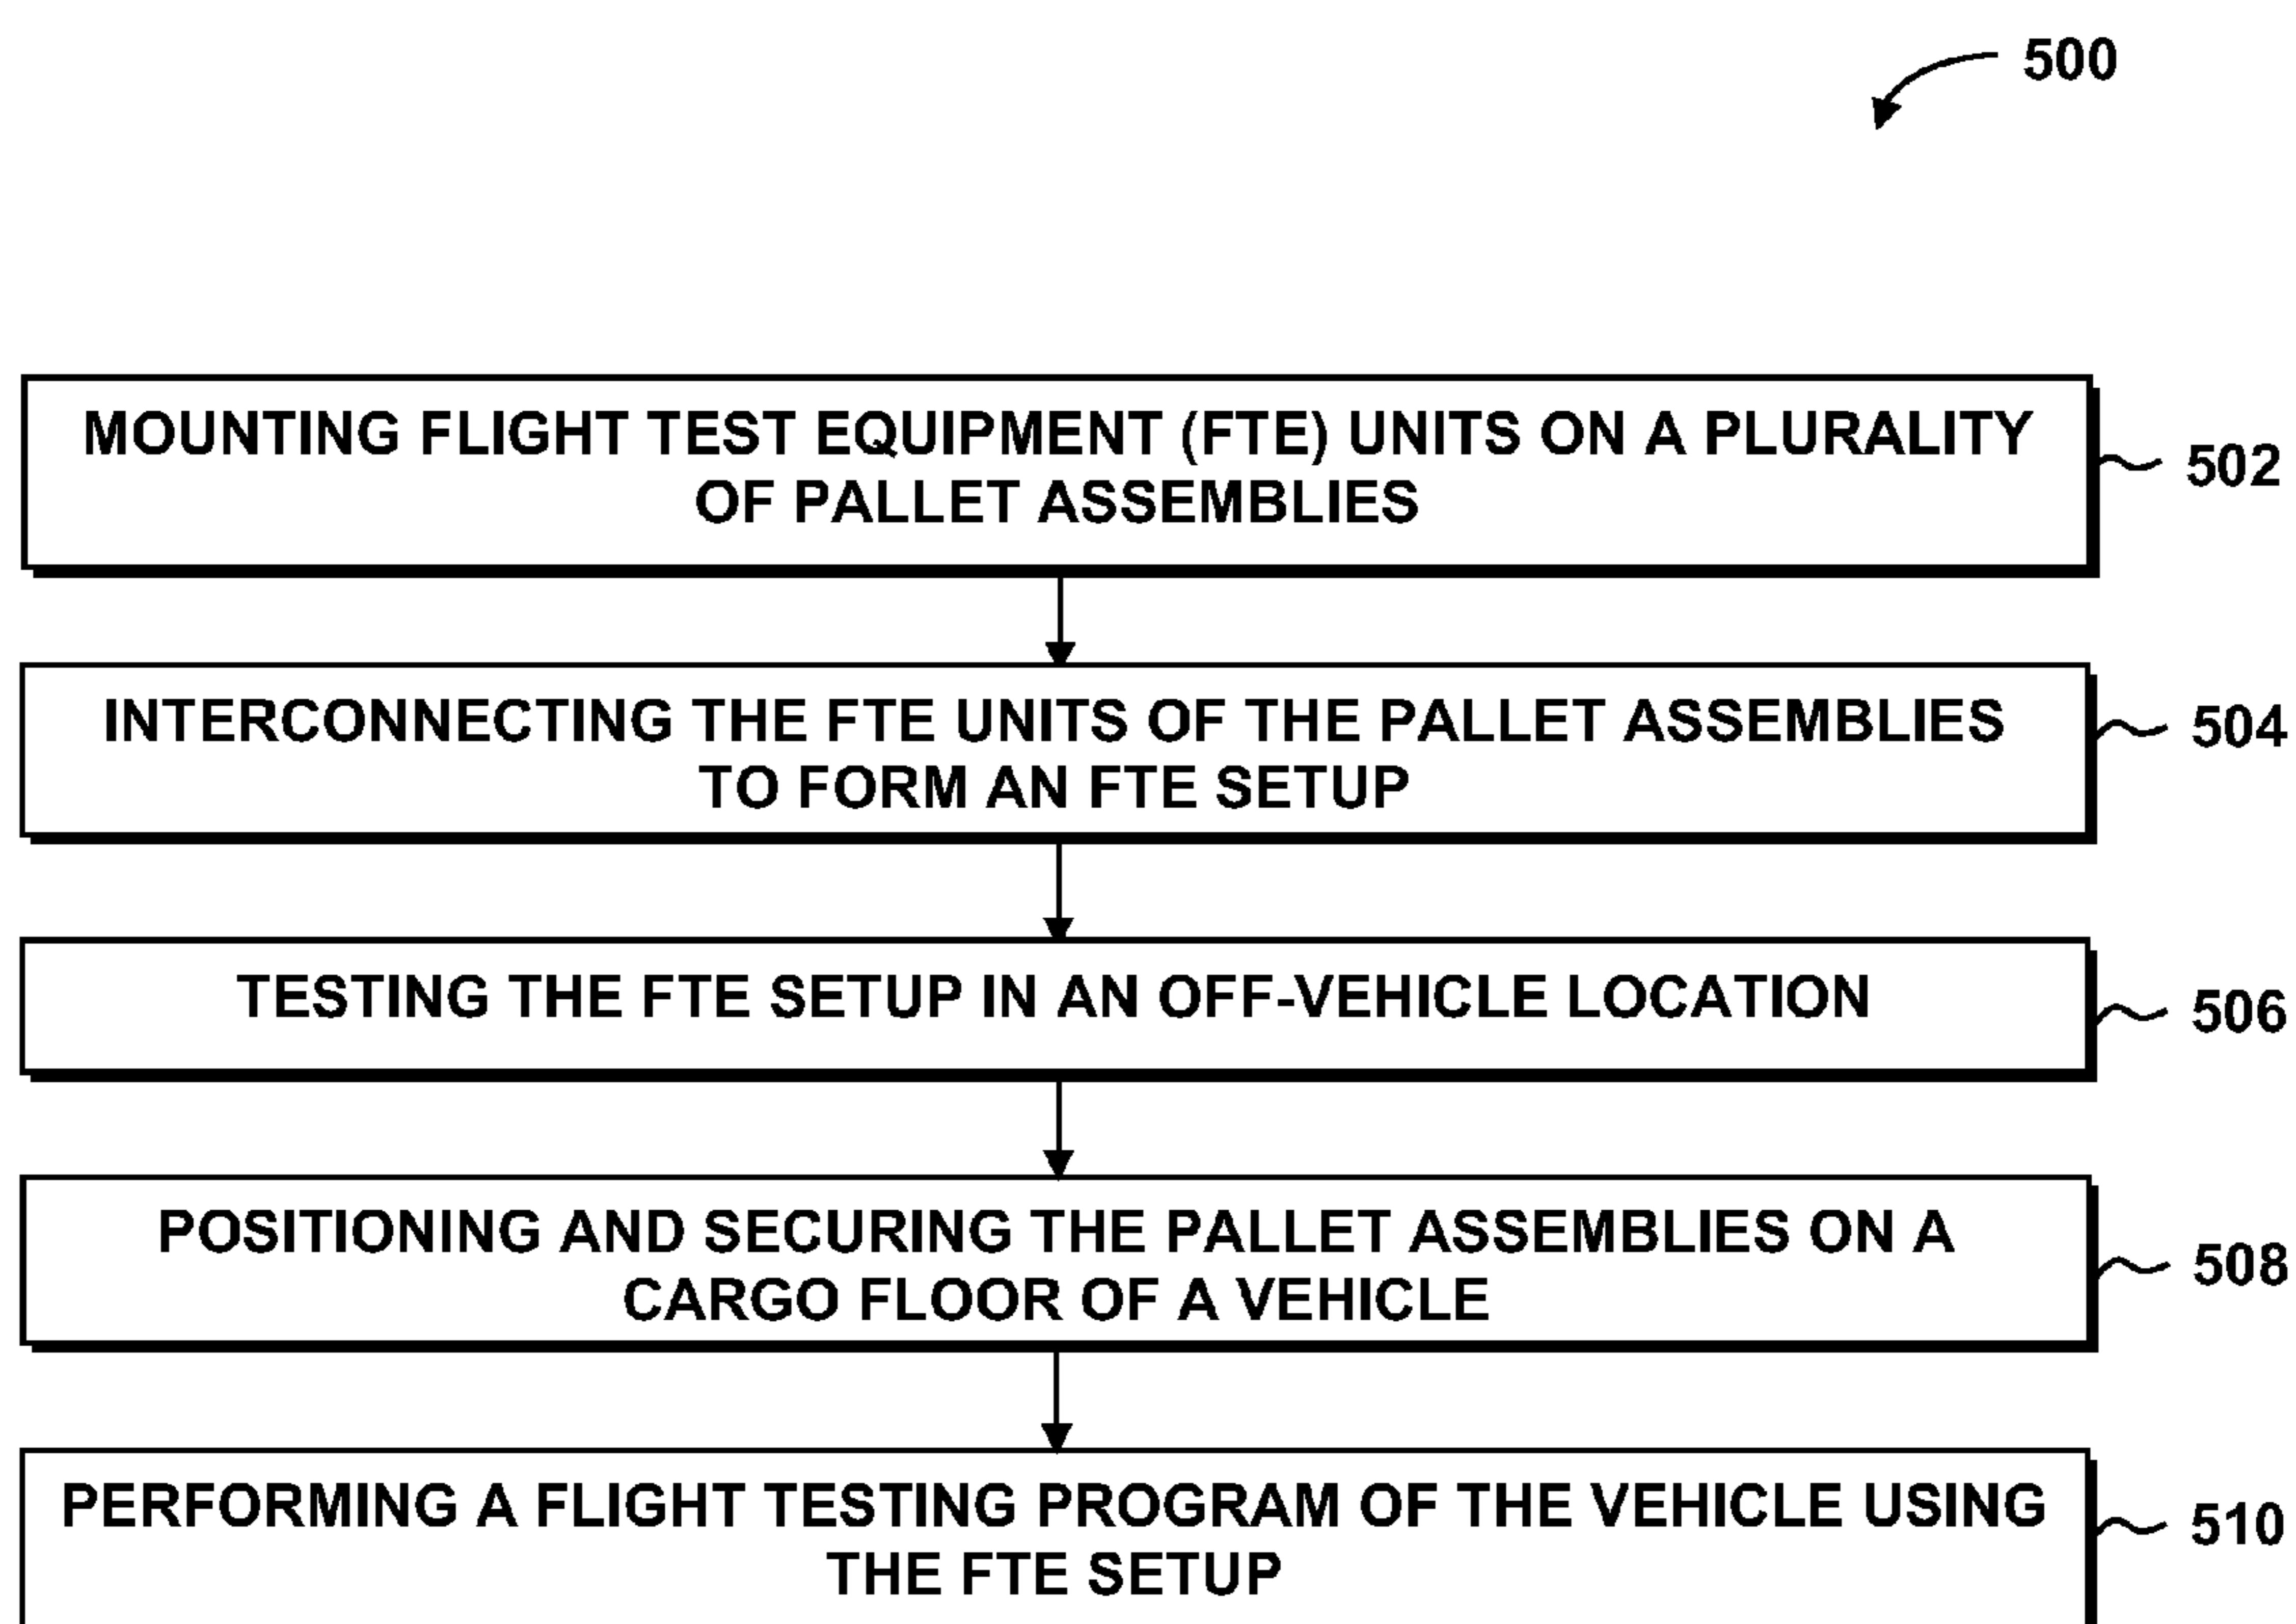 500
MOUNTING FLIGHT TEST EQUIPMENT (FTE) UNITS ON A PLURALITY
OF PALLET ASSEMBLIES
502
INTERCONNECTING THE FTE UNITS OF THE PALLET ASSEMBLIES
TO FORM AN FTE SETUP
504
TESTING THE FTE SETUP IN AN OFF-VEHICLE LOCATION
506
POSITIONING AND SECURING THE PALLET ASSEMBLIES ON A
CARGO FLOOR OF A VEHICLE
508
PERFORMING A FLIGHT TESTING PROGRAM OF THE VEHICLE USING
THE FTE SETUP
510